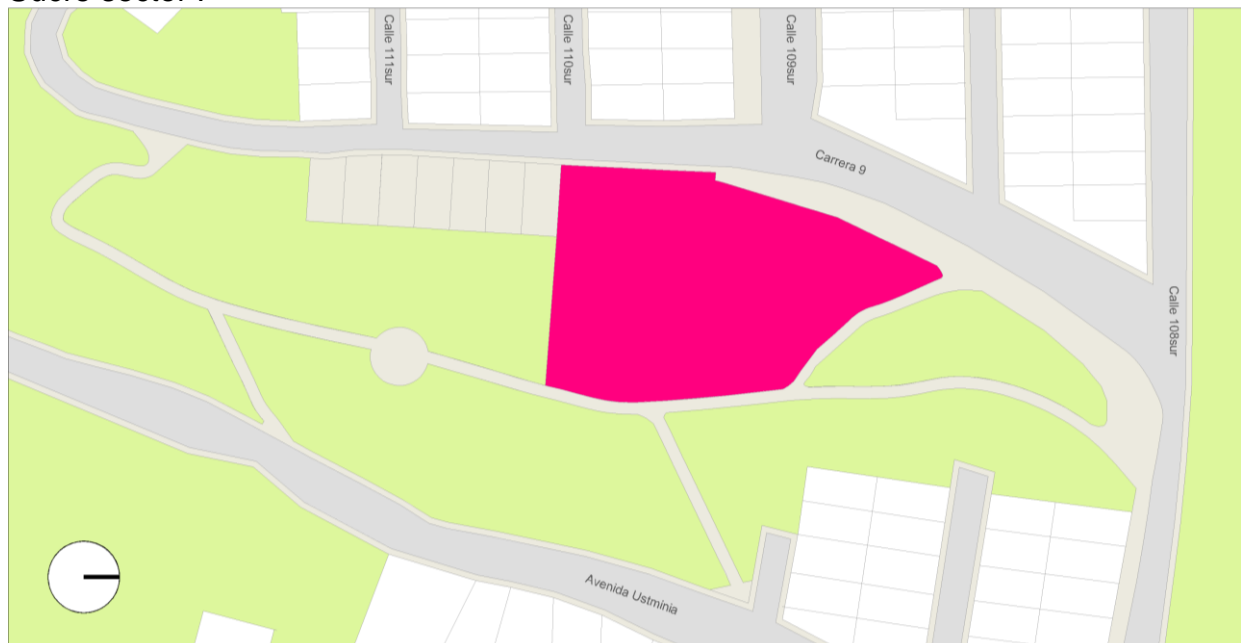 Calle 111sur
Calle 110sur
Calle 109sur
Carrera 9
Calle 108sur
Avenida Ustminia